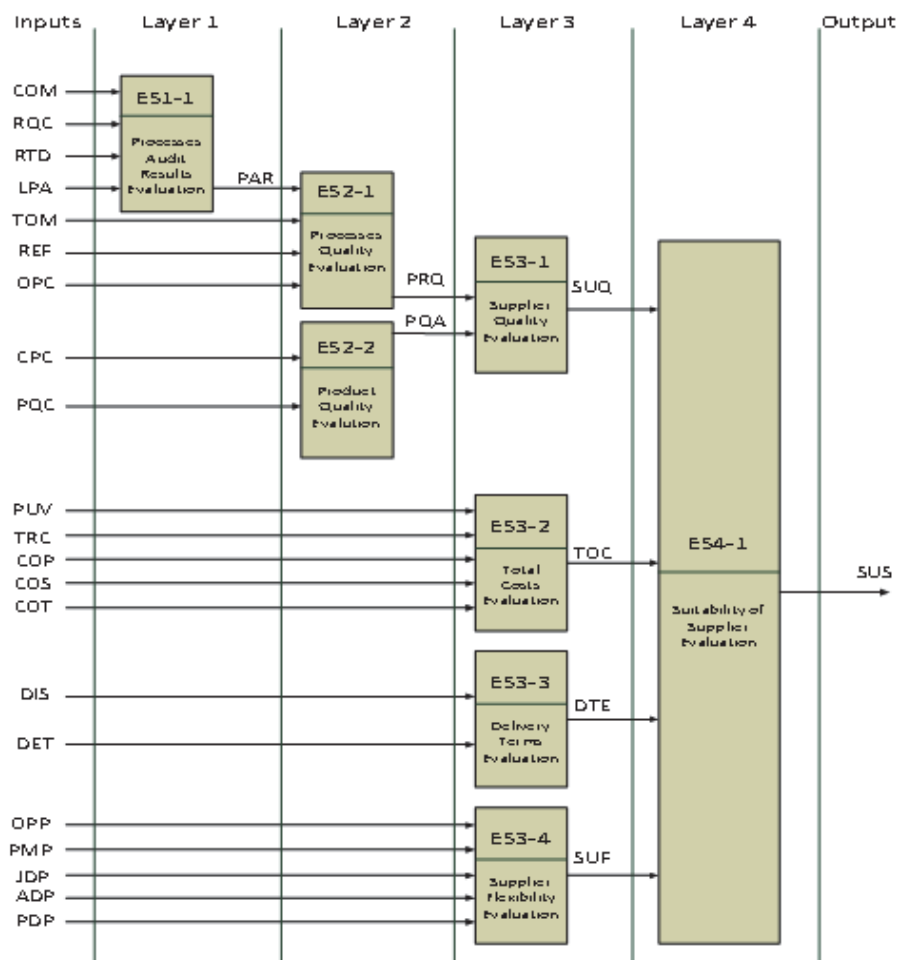 Inputs Layer 1 Layer 2 Layer 3 Layer 4 Output
COM
RQC
RTD
LPA
TOM
REF
OPC
CPC
PQC
PUV
TRC
COP
COS
COT
DIS
DET
OPP
PMP
JDP
ADP
PDP
ES1-1
Processes
Audit
Results
Evaluation
PAR
ES2-1
Processes
Quality
Evaluation
PRQ
ES2-2
Product
Quality
Evalution
PQA
ES3-1
Supplier
Quality
Evaluation
SUQ
ES3-2
Total
Costs
Evaluation
TOC
ES3-3
Delivery
Terms
Evaluation
DTE
ES3-4
Supplier
Flexibility
Evaluation
SUF
ES4-1
Suitability of
Supplier
Evaluation
SUS